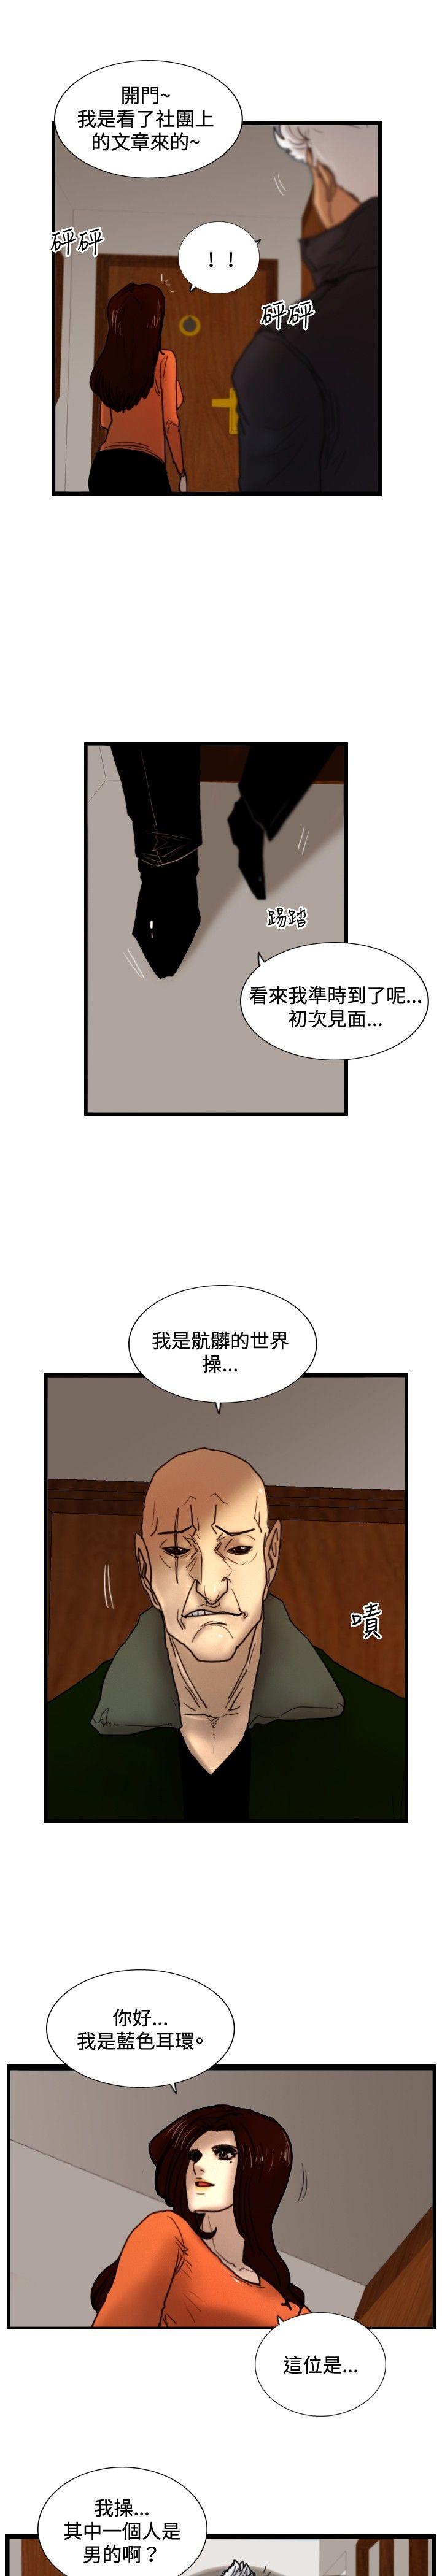 開門~
我是看了社團上
的文章來的~
砰砰
！！
砰砰
踢踏
看來我準時到了呢...
初次見面...
我是骯髒的世界
操...
嘖
你好...
我是藍色耳環。
這位是...
我操...
其中一個人是
男的啊？